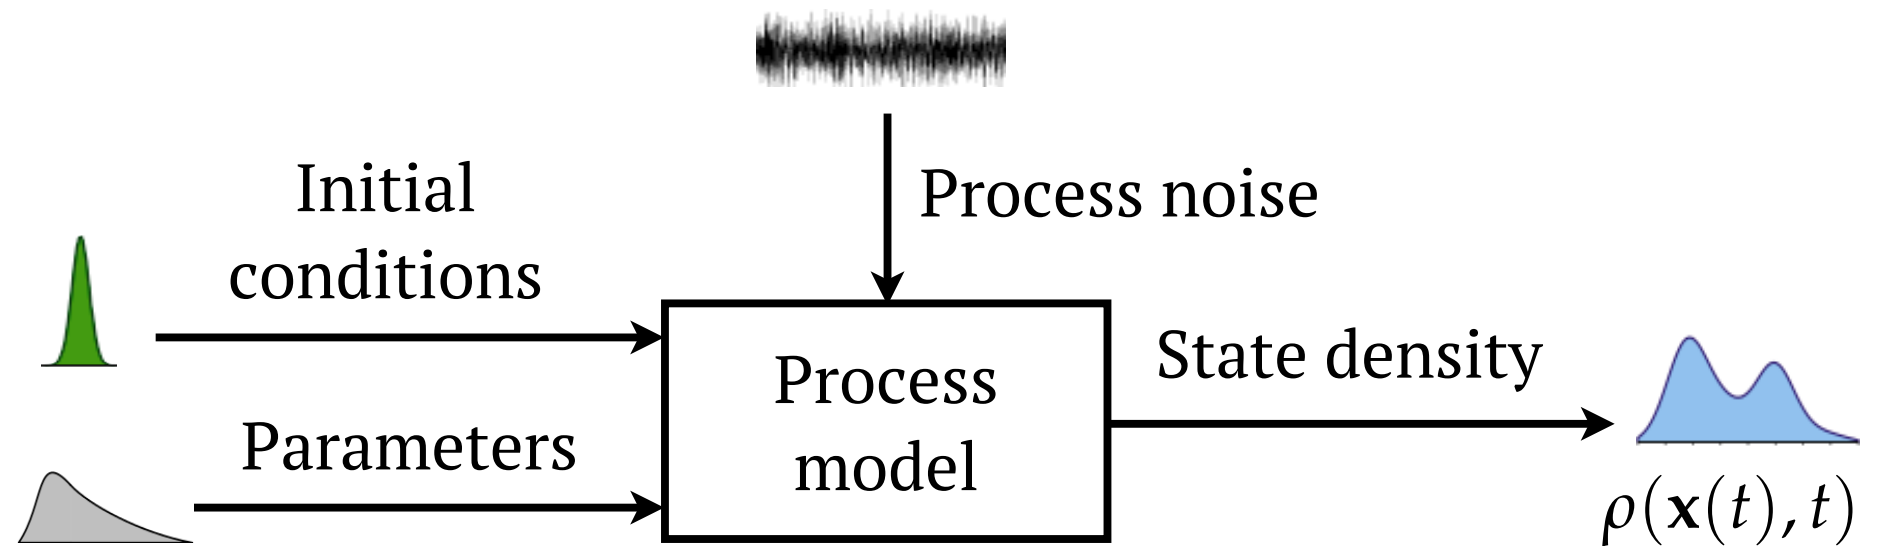 Process noise
Initial
conditions
Parameters
Process
model
State density
ρ(𝐱(t), t)